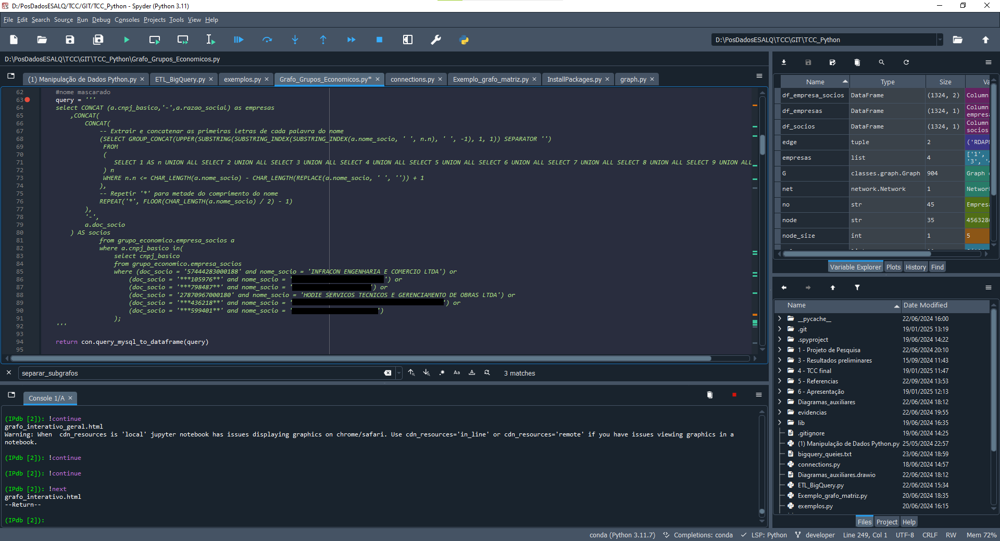 D:/PosDadosESALQ/TCC/GIT/TCC_Python - Spyder (Python 3.11)
File Edit Search Source Run Debug Consoles Projects Tools View Help
D:\PosDadosESALQ\TCC\GIT\TCC_Python
D:\PosDadosESALQ\TCC\GIT\TCC_Python\Grafo_Grupos_Economicos.py
(1) Manipulação de Dados Python.py ETL_BigQuery.py exemplos.py Grafo_Grupos_Economicos.py* connections.py Exemplo_grafo_matriz.py InstallPackages.py graph.py
62 #nome mascarado
63 query = '''
64 select CONCAT (a.cnpj_basico,'-',a.razao_social) as empresas
65 ,CONCAT(
66 CONCAT(
67 -- Extrair e concatenar as primeiras letras de cada palavra do nome
68 (SELECT GROUP_CONCAT(UPPER(SUBSTRING(SUBSTRING_INDEX(SUBSTRING_INDEX(a.nome_socio, ' ', n.n), ' ', -1), 1, 1)) SEPARATOR '')
69 FROM
70 (
71 SELECT 1 AS n UNION ALL SELECT 2 UNION ALL SELECT 3 UNION ALL SELECT 4 UNION ALL SELECT 5 UNION ALL SELECT 6 UNION ALL SELECT 7 UNION ALL SELECT 8 UNION ALL SELECT 9 UNION ALL
72 ) n
73 WHERE n.n <= CHAR_LENGTH(a.nome_socio) - CHAR_LENGTH(REPLACE(a.nome_socio, ' ', '')) + 1
74 ),
75 -- Repetir '*' para metade do comprimento do nome
76 REPEAT('*', FLOOR(CHAR_LENGTH(a.nome_socio) / 2) - 1)
77 ),
78 '-',
79 a.doc_socio
80 ) AS socios
81 from grupo_economico.empresa_socios a
82 where a.cnpj_basico in(
83 select cnpj_basico
84 from grupo_economico.empresa_socios
85 where (doc_socio = '57444283000188' and nome_socio = 'INFRACON ENGENHARIA E COMERCIO LTDA') or
86 (doc_socio = '***105976**' and nome_socio = ' ') or
87 (doc_socio = '***798487**' and nome_socio = ' ') or
88 (doc_socio = '27870967000180' and nome_socio = 'HODIE SERVICOS TECNICOS E GERENCIAMENTO DE OBRAS LTDA') or
89 (doc_socio = '***436218**' and nome_socio = ' ') or
90 (doc_socio = '***599401**' and nome_socio = ' ')
91 );
92 '''
93
94 return con.query_mysql_to_dataframe(query)
95
separar_subgrafos
Aa
3 matches
Console 1/A
(IPdb [2]): !continue
grafo_interativo_geral.html
Warning: When  cdn_resources is 'local' jupyter notebook has issues displaying graphics on chrome/safari. Use cdn_resources='in_line' or cdn_resources='remote' if you have issues viewing graphics in a
notebook.
(IPdb [2]): !continue
(IPdb [2]): !continue
(IPdb [2]): !next
grafo_interativo.html
--Return--
(IPdb [2]):
Name Type Size Va
df_empresa_socios DataFrame (1324, 2) Column
df_empresas DataFrame (1324, 1) Column
empresa
df_socios DataFrame (1324, 1) Column
socios
edge tuple 2 ('RDAP
empresas list 4 ['1',
'3',
G classes.graph.Graph 904 Graph
net network.Network 1 Networ
no str 45 Empres
node str 35 456328
node_size int 1 5
Variable Explorer Plots History Find
Name Date Modified
__pycache__ 22/06/2024 16:00
.git 19/01/2025 13:19
.spyproject 19/06/2024 14:22
1 - Projeto de Pesquisa 22/06/2024 20:10
3 - Resultados preliminares 15/09/2024 11:43
4 - TCC final 19/01/2025 11:47
5 - Referencias 22/09/2024 13:53
6 - Apresentação 19/01/2025 12:13
Diagramas_auxiliares 22/06/2024 18:12
evidencias 22/06/2024 19:55
lib 19/06/2024 16:35
.gitignore 19/06/2024 14:25
(1) Manipulação de Dados Python.py 25/05/2024 22:57
bigquery_queies.txt 23/06/2024 18:59
connections.py 18/06/2024 14:57
Diagramas_auxiliares.drawio 22/06/2024 18:12
ETL_BigQuery.py 22/06/2024 15:34
Exemplo_grafo_matriz.py 20/06/2024 18:35
exemplos.py 20/06/2024 16:15
Files Project Help
conda (Python 3.11.7) Completions: conda LSP: Python developer Line 249, Col 1 UTF-8 CRLF RW Mem 72%